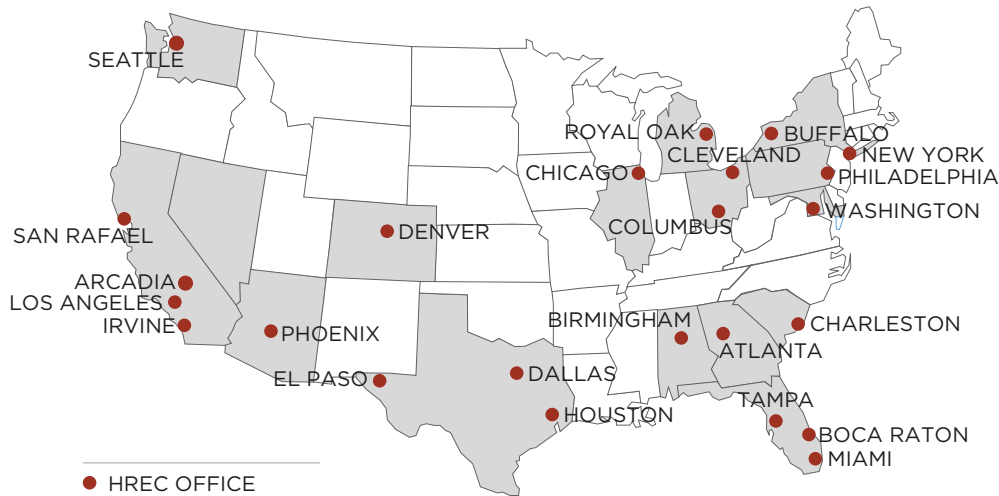 SEATTLE
ROYAL OAK
BUFFALO
CLEVELAND
NEW YORK
CHICAGO
PHILADELPHIA
WASHINGTON
COLUMBUS
DENVER
SAN RAFAEL
ARCADIA
LOS ANGELES
IRVINE
PHOENIX
BIRMINGHAM
CHARLESTON
ATLANTA
EL PASO
DALLAS
TAMPA
HOUSTON
BOCA RATON
MIAMI
HREC OFFICE